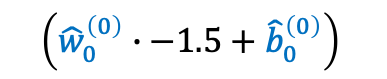 (ŵ₀⁽⁰⁾ · −1.5 + b̂₀⁽⁰⁾)